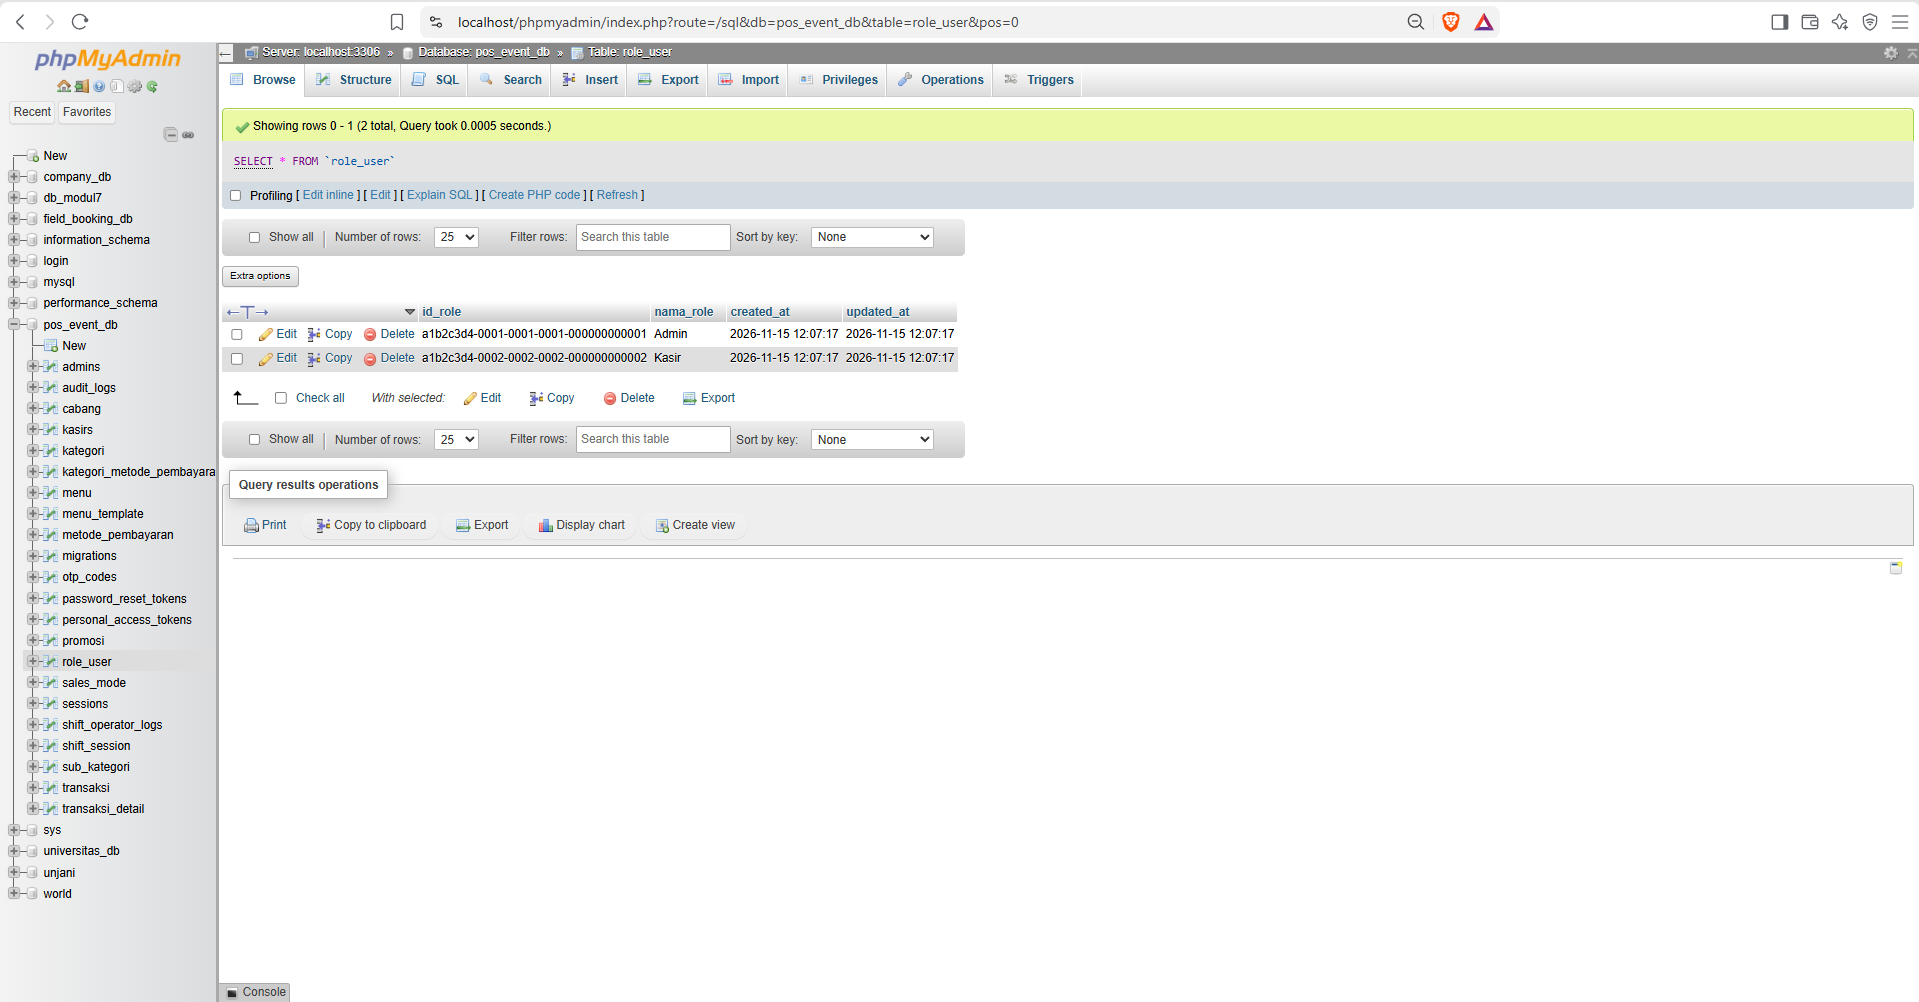 localhost/phpmyadmin/index.php?route=/sql&db=pos_event_db&table=role_user&pos=0
phpMyAdmin
Recent Favorites
New
company_db
db_modul7
field_booking_db
information_schema
login
mysql
performance_schema
pos_event_db
New
admins
audit_logs
cabang
kasirs
kategori
kategori_metode_pembayara
menu
menu_template
metode_pembayaran
migrations
otp_codes
password_reset_tokens
personal_access_tokens
promosi
role_user
sales_mode
sessions
shift_operator_logs
shift_session
sub_kategori
transaksi
transaksi_detail
sys
universitas_db
unjani
world
Server: localhost:3306 » Database: pos_event_db » Table: role_user
Browse Structure SQL Search Insert Export Import Privileges Operations Triggers
Showing rows 0 - 1 (2 total, Query took 0.0005 seconds.)
SELECT * FROM `role_user`
Profiling [ Edit inline ] [ Edit ] [ Explain SQL ] [ Create PHP code ] [ Refresh ]
Show all Number of rows: 25 Filter rows: Search this table Sort by key: None
Extra options
id_role nama_role created_at updated_at
Edit Copy Delete a1b2c3d4-0001-0001-0001-000000000001 Admin 2026-11-15 12:07:17 2026-11-15 12:07:17
Edit Copy Delete a1b2c3d4-0002-0002-0002-000000000002 Kasir 2026-11-15 12:07:17 2026-11-15 12:07:17
Check all With selected: Edit Copy Delete Export
Show all Number of rows: 25 Filter rows: Search this table Sort by key: None
Query results operations
Print Copy to clipboard Export Display chart Create view
Console